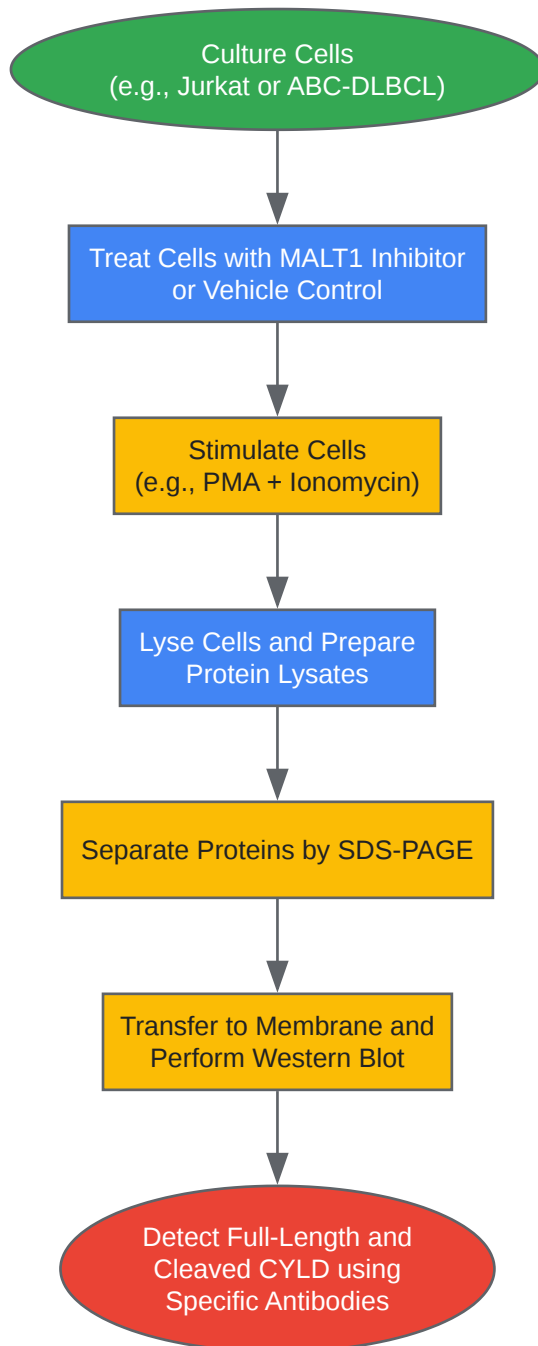 Culture Cells
(e.g., Jurkat or ABC-DLBCL)
Treat Cells with MALT1 Inhibitor
or Vehicle Control
Stimulate Cells
(e.g., PMA + Ionomycin)
Lyse Cells and Prepare
Protein Lysates
Separate Proteins by SDS-PAGE
Transfer to Membrane and
Perform Western Blot
Detect Full-Length and
Cleaved CYLD using
Specific Antibodies